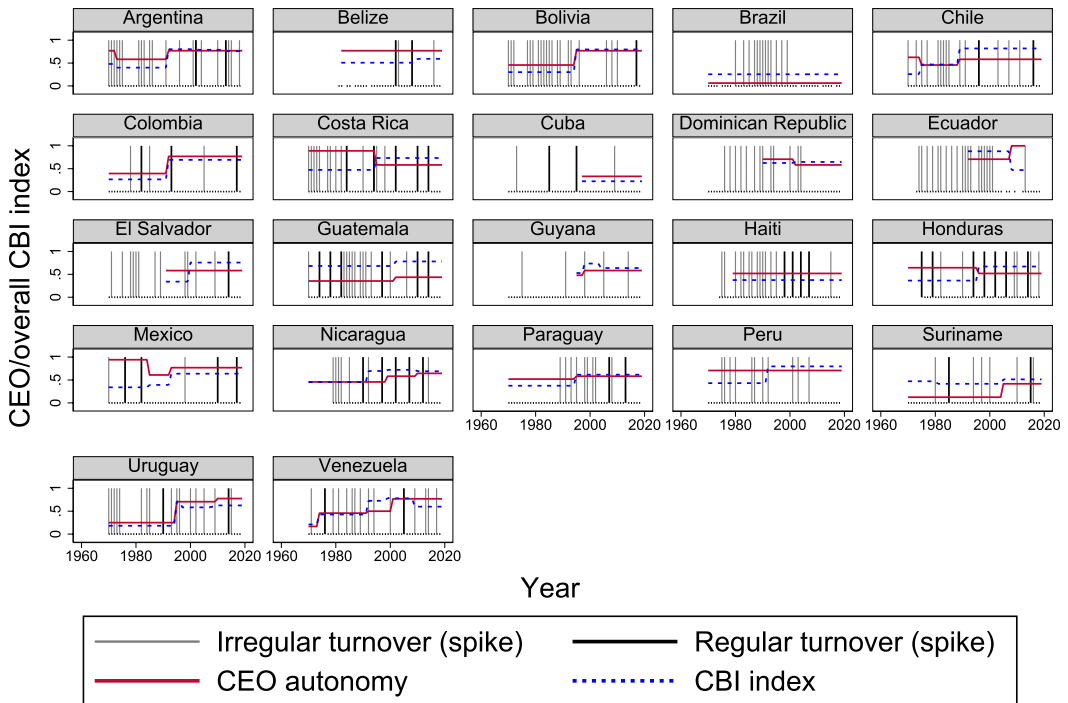 Argentina Belize Bolivia Brazil Chile
1
.5
0
Colombia Costa Rica Cuba Dominican Republic Ecuador
1
.5
0
El Salvador Guatemala Guyana Haiti Honduras
1
.5
0
Mexico Nicaragua Paraguay Peru Suriname
1
.5
0
1960 1980 2000 2020 1960 1980 2000 2020 1960 1980 2000 2020
Uruguay Venezuela
1
.5
0
1960 1980 2000 2020 1960 1980 2000 2020
CEO/overall CBI index
Year
Irregular turnover (spike) Regular turnover (spike)
CEO autonomy CBI index